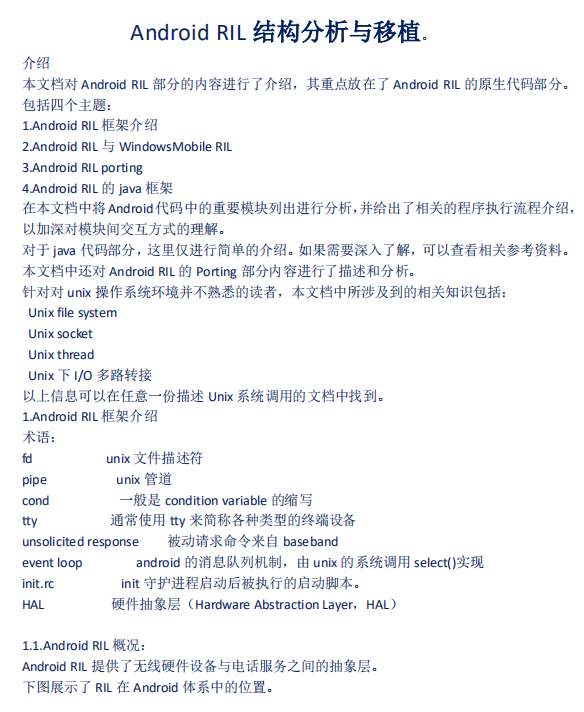 Android RIL 结构分析与移植。
介绍
本文档对 Android RIL 部分的内容进行了介绍，其重点放在了 Android RIL 的原生代码部分。
包括四个主题：
1.Android RIL 框架介绍
2.Android RIL 与 WindowsMobile RIL
3.Android RIL porting
4.Android RIL 的 java 框架
在本文档中将 Android 代码中的重要模块列出进行分析，并给出了相关的程序执行流程介绍，
以加深对模块间交互方式的理解。
对于 java 代码部分，这里仅进行简单的介绍。如果需要深入了解，可以查看相关参考资料。
本文档中还对 Android RIL 的 Porting 部分内容进行了描述和分析。
针对对 unix 操作系统环境并不熟悉的读者，本文档中所涉及到的相关知识包括：
Unix file system
Unix socket
Unix thread
Unix 下 I/O 多路转接
以上信息可以在任意一份描述 Unix 系统调用的文档中找到。
1.Android RIL 框架介绍
术语：
fd unix 文件描述符
pipe unix 管道
cond 一般是 condition variable 的缩写
tty 通常使用 tty 来简称各种类型的终端设备
unsolicited response 被动请求命令来自 baseband
event loop android 的消息队列机制，由 unix 的系统调用 select()实现
init.rc init 守护进程启动后被执行的启动脚本。
HAL 硬件抽象层（Hardware Abstraction Layer，HAL）
1.1.Android RIL 概况：
Android RIL 提供了无线硬件设备与电话服务之间的抽象层。
下图展示了 RIL 在 Android 体系中的位置。